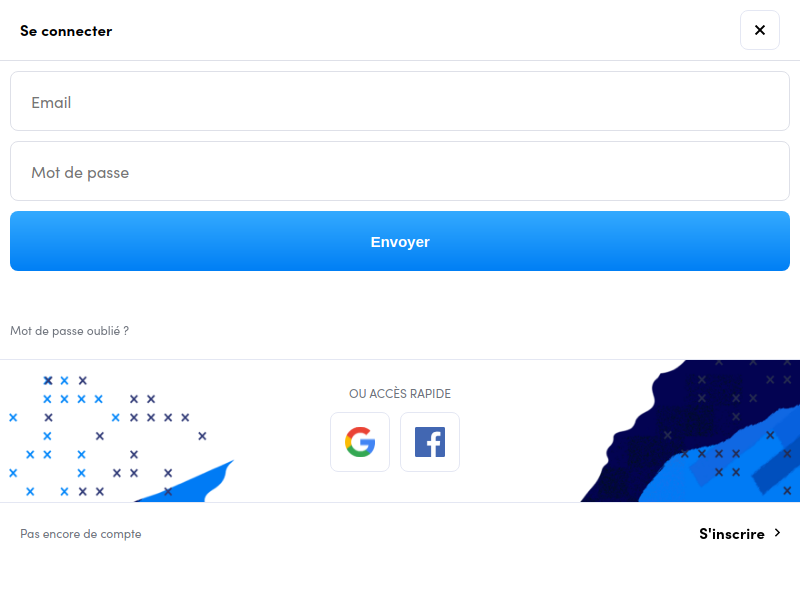 Se connecter
Email
Mot de passe
Envoyer
Mot de passe oublié ?
OU ACCÈS RAPIDE
Pas encore de compte
S'inscrire